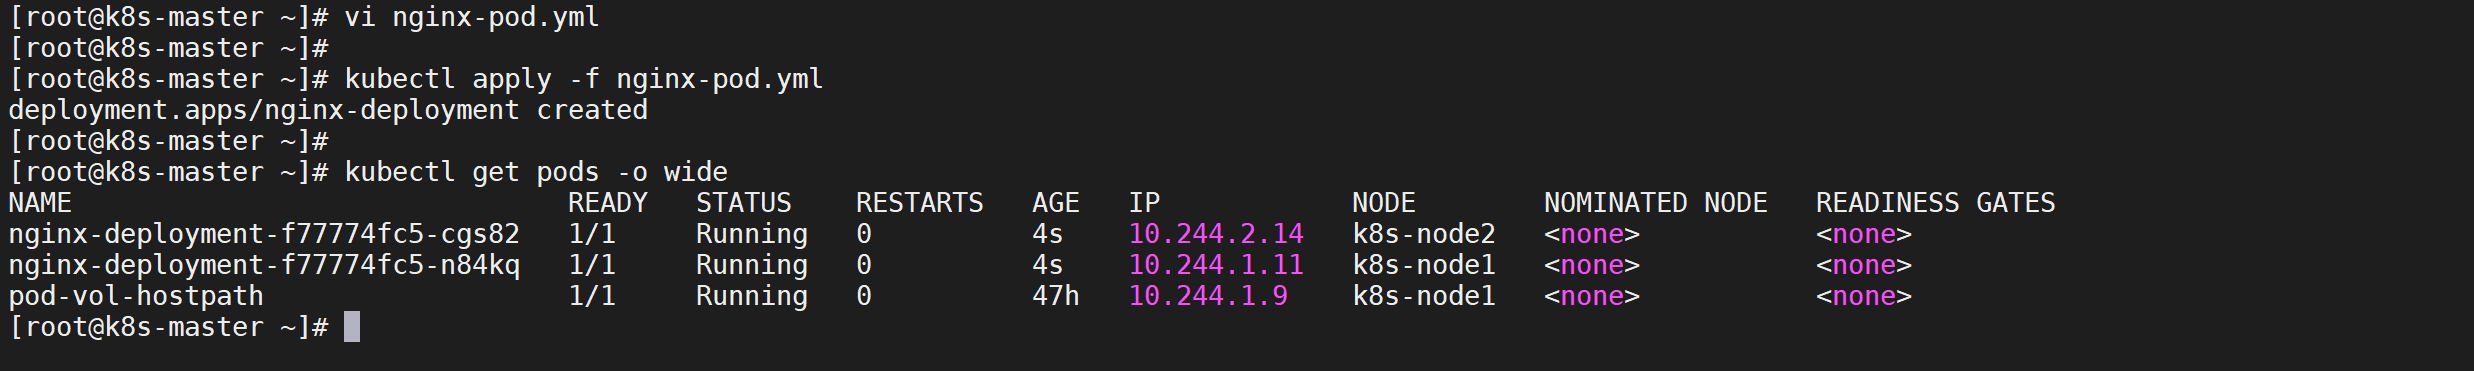 [root@k8s-master ~]# vi nginx-pod.yml
[root@k8s-master ~]#
[root@k8s-master ~]# kubectl apply -f nginx-pod.yml
deployment.apps/nginx-deployment created
[root@k8s-master ~]#
[root@k8s-master ~]# kubectl get pods -o wide
NAME                               READY   STATUS    RESTARTS   AGE   IP            NODE        NOMINATED NODE   READINESS GATES
nginx-deployment-f77774fc5-cgs82   1/1     Running   0          4s    10.244.2.14   k8s-node2   <none>           <none>
nginx-deployment-f77774fc5-n84kq   1/1     Running   0          4s    10.244.1.11   k8s-node1   <none>           <none>
pod-vol-hostpath                   1/1     Running   0          47h   10.244.1.9    k8s-node1   <none>           <none>
[root@k8s-master ~]#